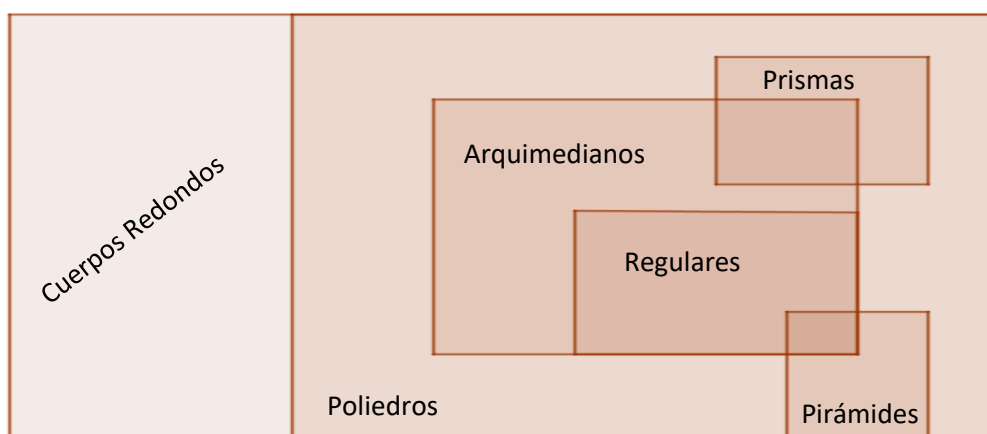 Cuerpos Redondos
Prismas
Arquimedianos
Regulares
Poliedros
Pirámides